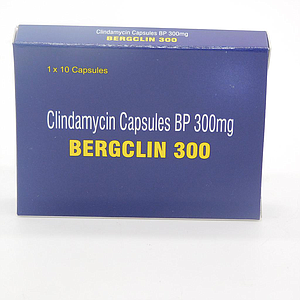 Clindamycin Capsules BP 300mg
BERGCLIN 300
1 x 10 Capsules
Clindamycin Capsules BP 300mg
BERGCLIN 300